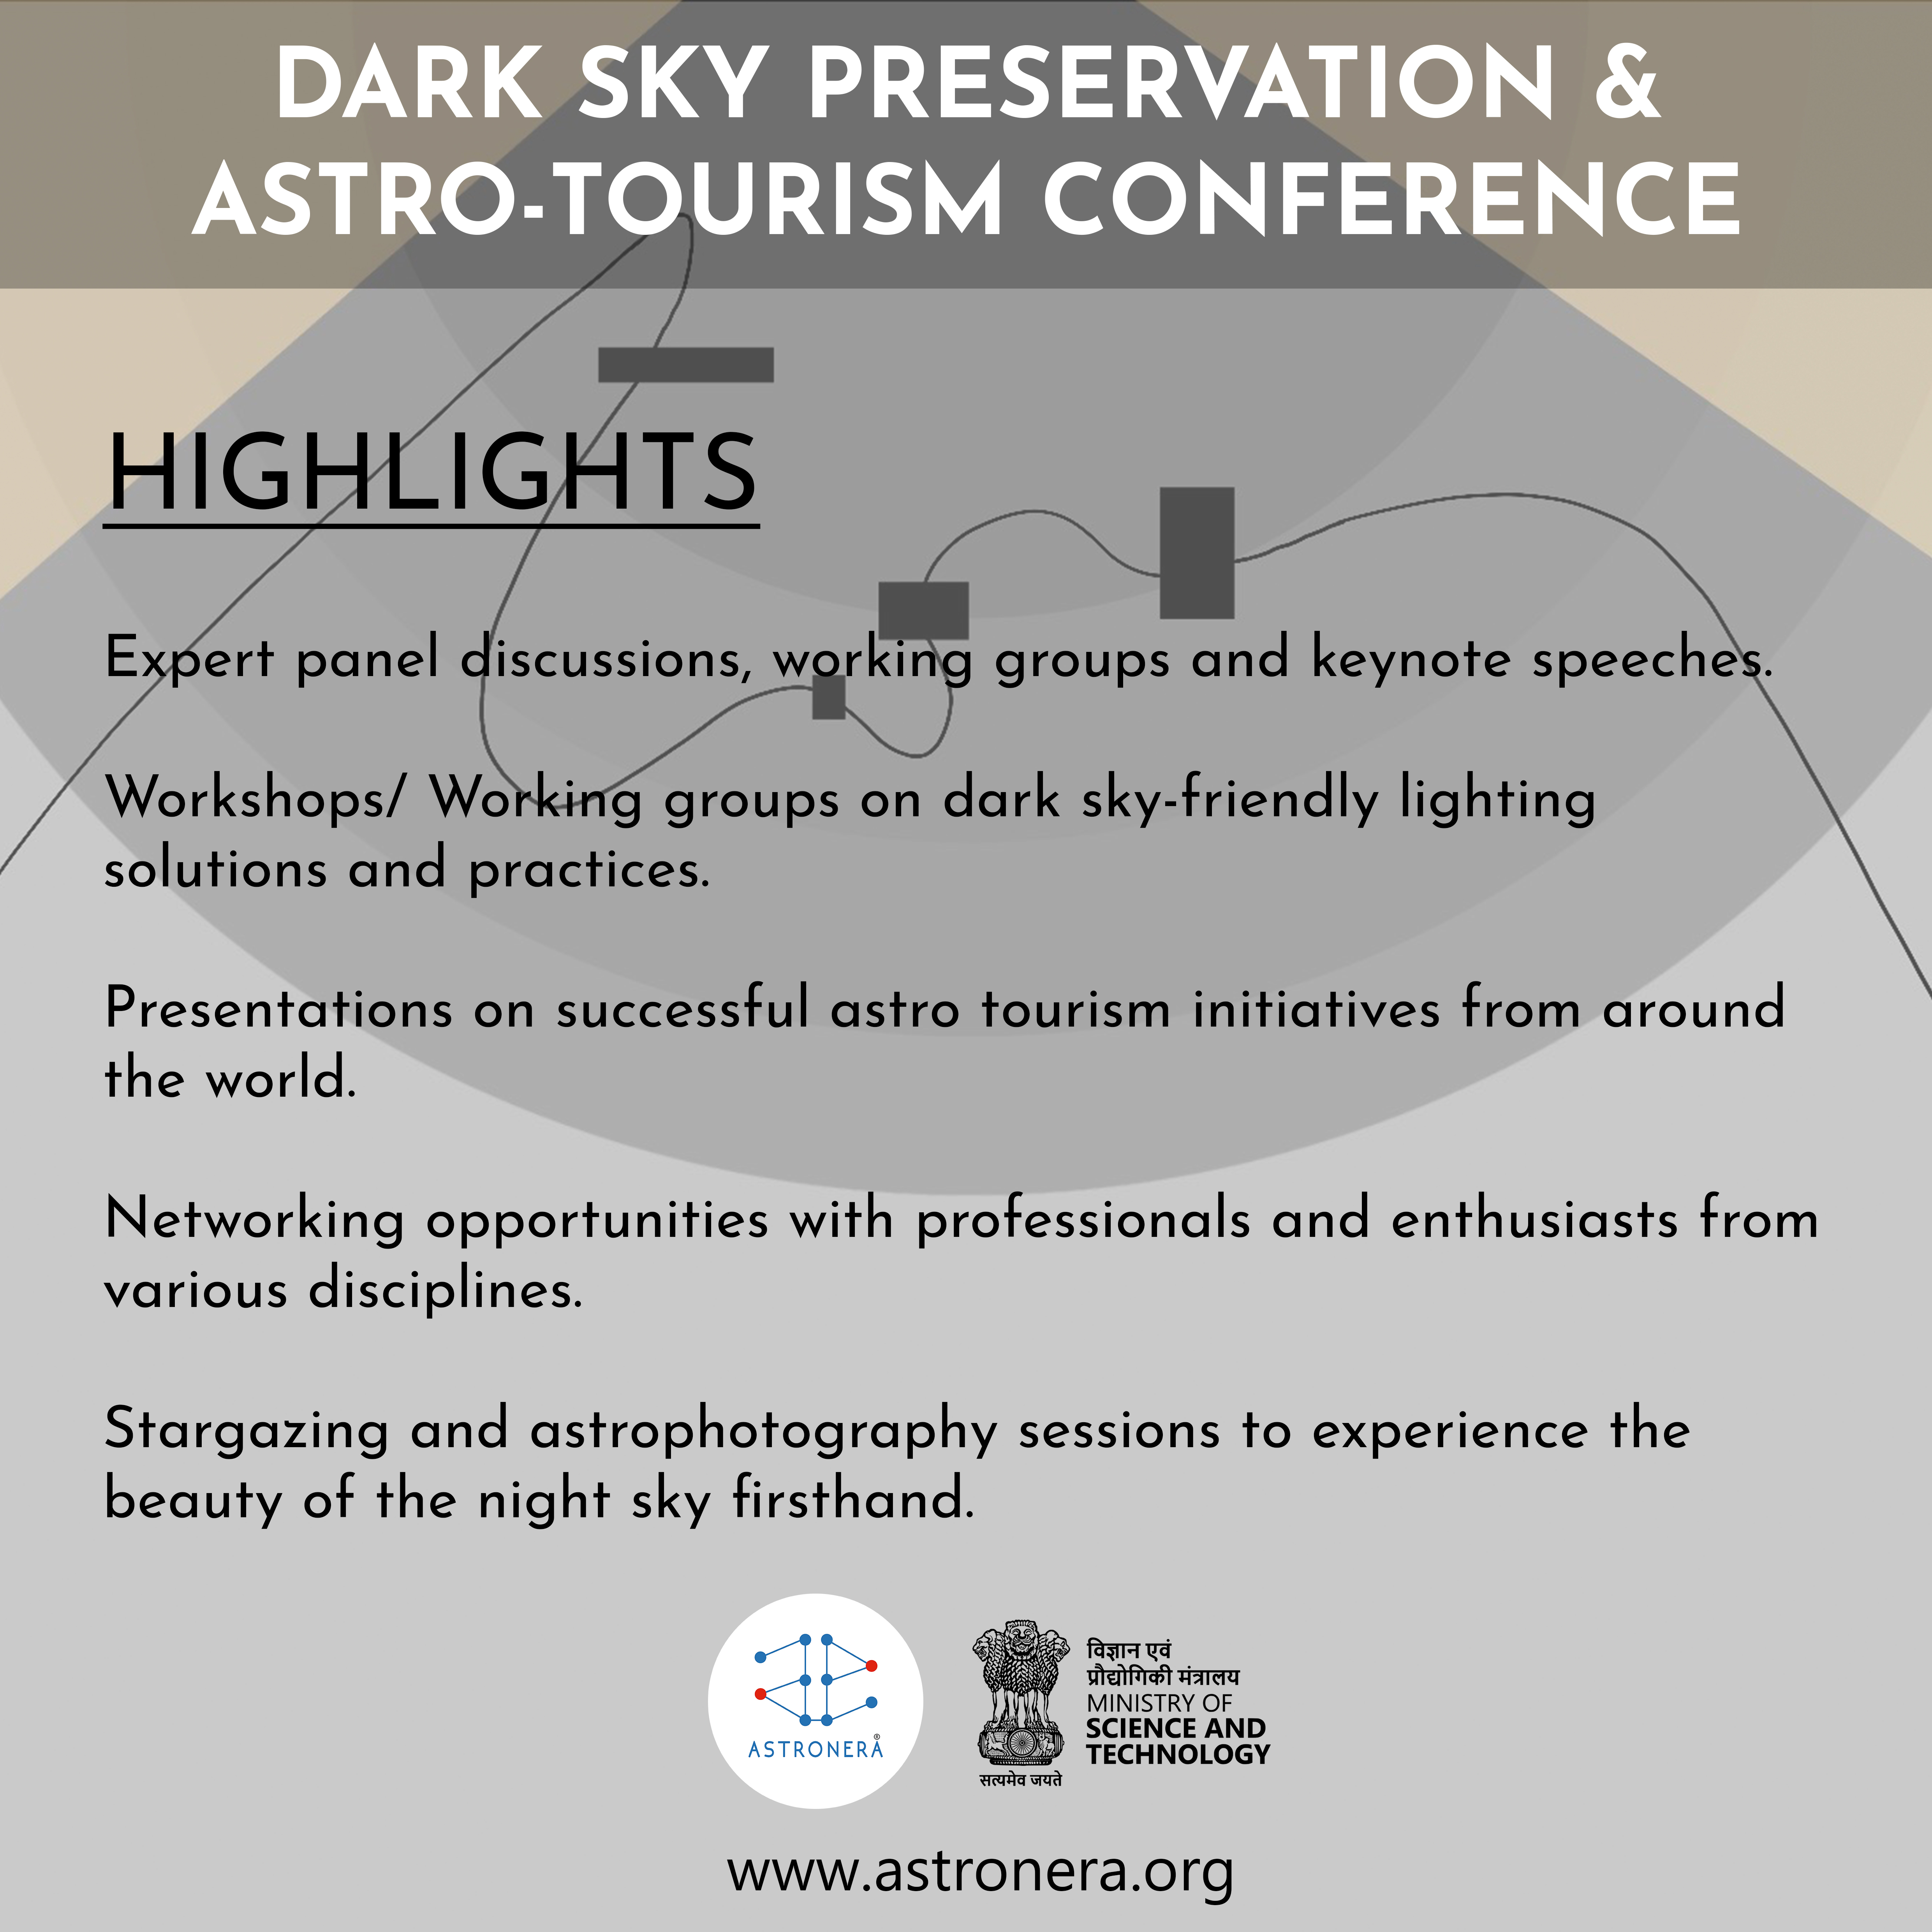 DARK SKY PRESERVATION &
ASTRO-TOURISM CONFERENCE
HIGHLIGHTS
Expert panel discussions, working groups and keynote speeches.
Workshops/ Working groups on dark sky-friendly lighting
solutions and practices.
Presentations on successful astro tourism initiatives from around
the world.
Networking opportunities with professionals and enthusiasts from
various disciplines.
Stargazing and astrophotography sessions to experience the
beauty of the night sky firsthand.
ASTRONERA®
विज्ञान एवं
प्रौद्योगिकी मंत्रालय
MINISTRY OF
SCIENCE AND
TECHNOLOGY
सत्यमेव जयते
www.astronera.org